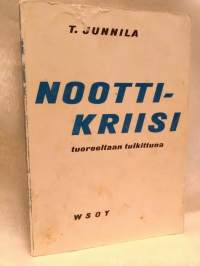 T. JUNNILA
NOOTTI-
KRIISI
tuoreeltaan tulkittuna
WSOY